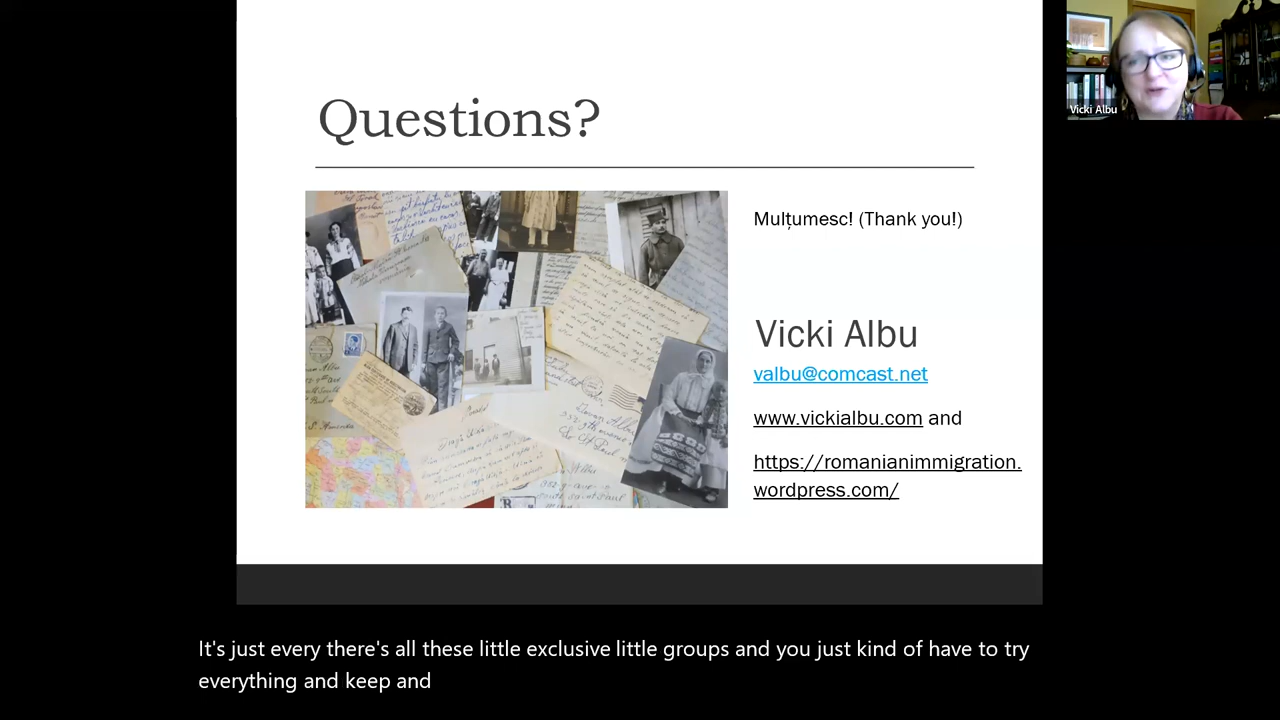 Questions?
Mulțumesc! (Thank you!)
Vicki Albu
valbu@comcast.net
www.vickialbu.com and
https://romanianimmigration.
wordpress.com/
Vicki Albu
It's just every there's all these little exclusive little groups and you just kind of have to try
everything and keep and